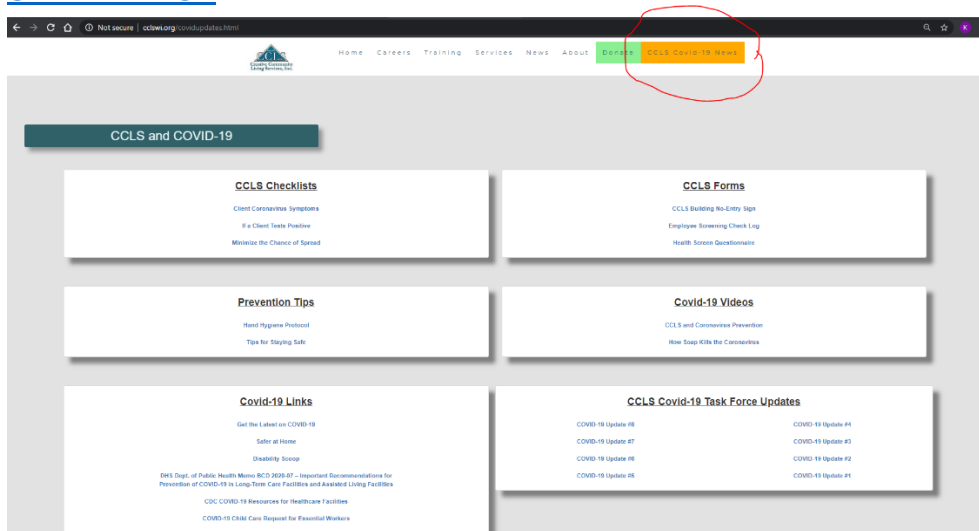 Not secure | cclswi.org/covidupdates.html
K
CCLS
Creative Community
Living Services, Inc.
Home Careers Training Services News About Donate CCLS Covid-19 News
CCLS and COVID-19
CCLS Checklists
Client Coronavirus Symptoms
If a Client Tests Positive
Minimize the Chance of Spread
CCLS Forms
CCLS Building No-Entry Sign
Employee Screening Check Log
Health Screen Questionnaire
Prevention Tips
Hand Hygiene Protocol
Tips for Staying Safe
Covid-19 Videos
CCLS and Coronavirus Prevention
How Soap Kills the Coronavirus
Covid-19 Links
Get the Latest on COVID-19
Safer at Home
Disability Scoop
DHS Dept. of Public Health Memo BCD 2020-07 – Important Recommendations for
Prevention of COVID-19 in Long-Term Care Facilities and Assisted Living Facilities
CDC COVID-19 Resources for Healthcare Facilities
COVID-19 Child Care Request for Essential Workers
CCLS Covid-19 Task Force Updates
COVID-19 Update #8
COVID-19 Update #7
COVID-19 Update #6
COVID-19 Update #5
COVID-19 Update #4
COVID-19 Update #3
COVID-19 Update #2
COVID-19 Update #1